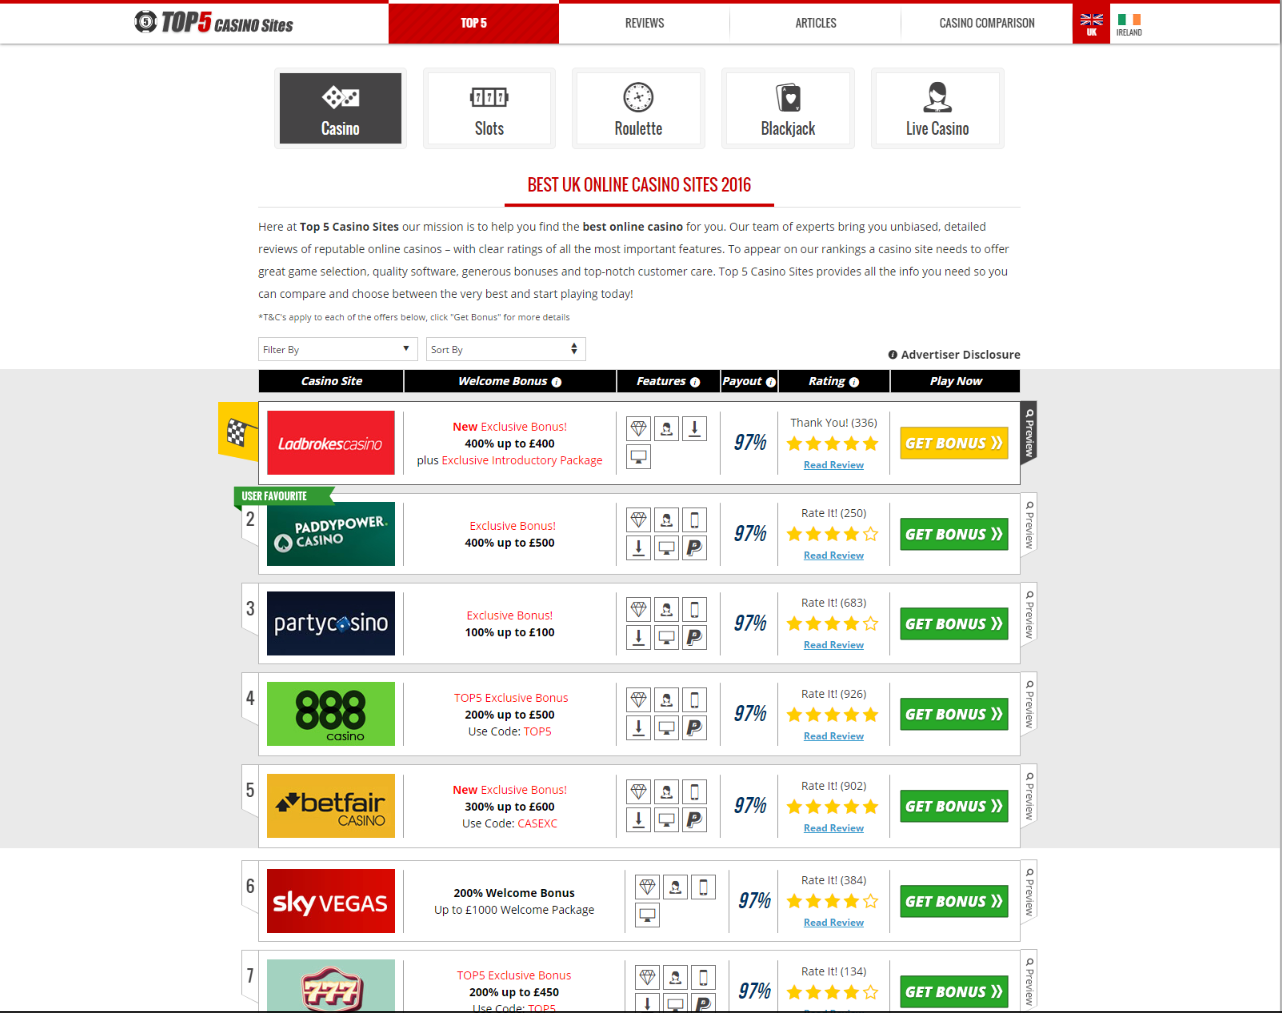 5 TOP5 CASINO Sites
TOP 5
REVIEWS
ARTICLES
CASINO COMPARISON
UK
IRELAND
Casino
777
Slots
Roulette
Blackjack
Live Casino
BEST UK ONLINE CASINO SITES 2016
Here at Top 5 Casino Sites our mission is to help you find the best online casino for you. Our team of experts bring you unbiased, detailed
reviews of reputable online casinos – with clear ratings of all the most important features. To appear on our rankings a casino site needs to offer
great game selection, quality software, generous bonuses and top-notch customer care. Top 5 Casino Sites provides all the info you need so you
can compare and choose between the very best and start playing today!
*T&C's apply to each of the offers below, click "Get Bonus" for more details
Filter By
Sort By
i Advertiser Disclosure
Casino Site
Welcome Bonus i
Features i
Payout i
Rating i
Play Now
Ladbrokescasino
New Exclusive Bonus!
400% up to £400
plus Exclusive Introductory Package
97%
Thank You! (336)
Read Review
GET BONUS
Preview
USER FAVOURITE
2
PADDYPOWER.
CASINO
Exclusive Bonus!
400% up to £500
P
97%
Rate It! (250)
Read Review
GET BONUS
Preview
3
partycasino
Exclusive Bonus!
100% up to £100
P
97%
Rate It! (683)
Read Review
GET BONUS
Preview
4
888
casino
TOP5 Exclusive Bonus
200% up to £500
Use Code: TOP5
P
97%
Rate It! (926)
Read Review
GET BONUS
Preview
5
betfair
CASINO
New Exclusive Bonus!
300% up to £600
Use Code: CASEXC
P
97%
Rate It! (902)
Read Review
GET BONUS
Preview
6
sky VEGAS
200% Welcome Bonus
Up to £1000 Welcome Package
97%
Rate It! (384)
Read Review
GET BONUS
Preview
7
777
TOP5 Exclusive Bonus
200% up to £450
Use Code: TOP5
P
97%
Rate It! (134)
Read Review
GET BONUS
Preview